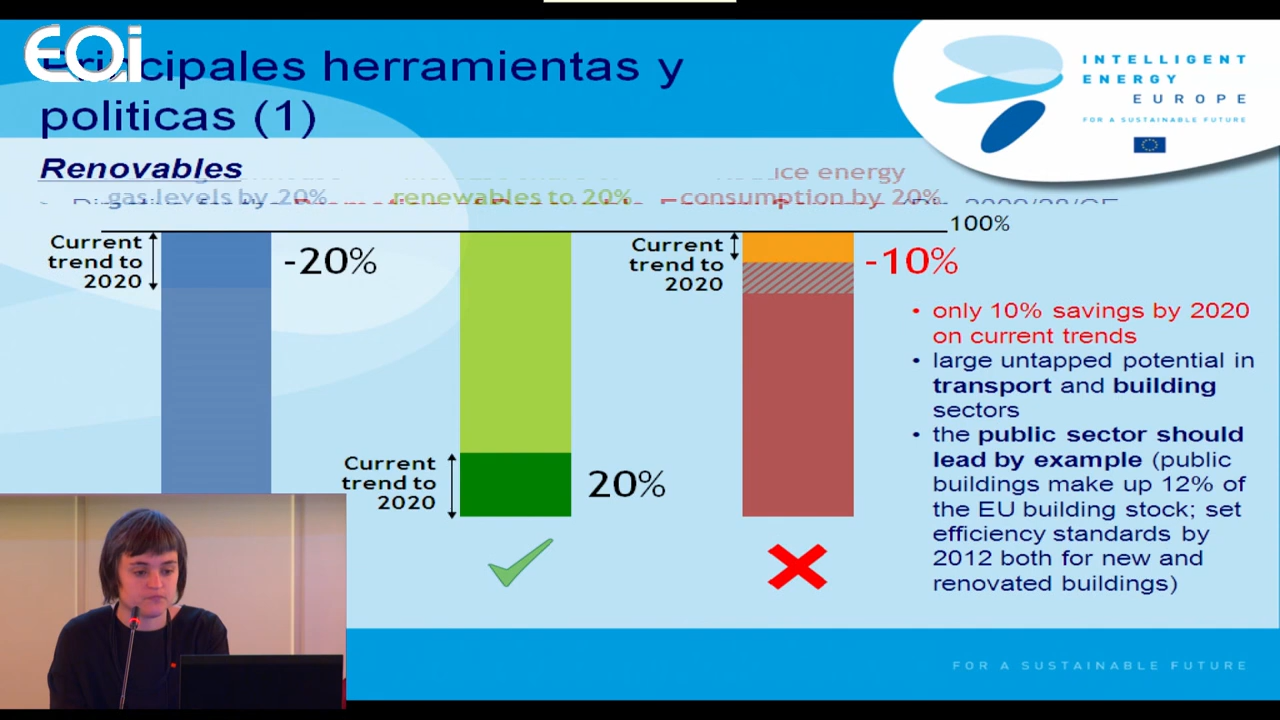 EOi
Principales herramientas y
politicas (1)
INTELLIGENT
ENERGY
EUROPE
FOR A SUSTAINABLE FUTURE
Renovables
gas levels by 20%
renewables to 20%
energy
consumption by 20%
100%
Current
trend to
2020
-20%
Current
trend to
2020
-10%
• only 10% savings by 2020
on current trends
• large untapped potential in
transport and building
sectors
• the public sector should
lead by example (public
buildings make up 12% of
the EU building stock; set
efficiency standards by
2012 both for new and
renovated buildings)
Current
trend to
2020
20%
FOR A SUSTAINABLE FUTURE